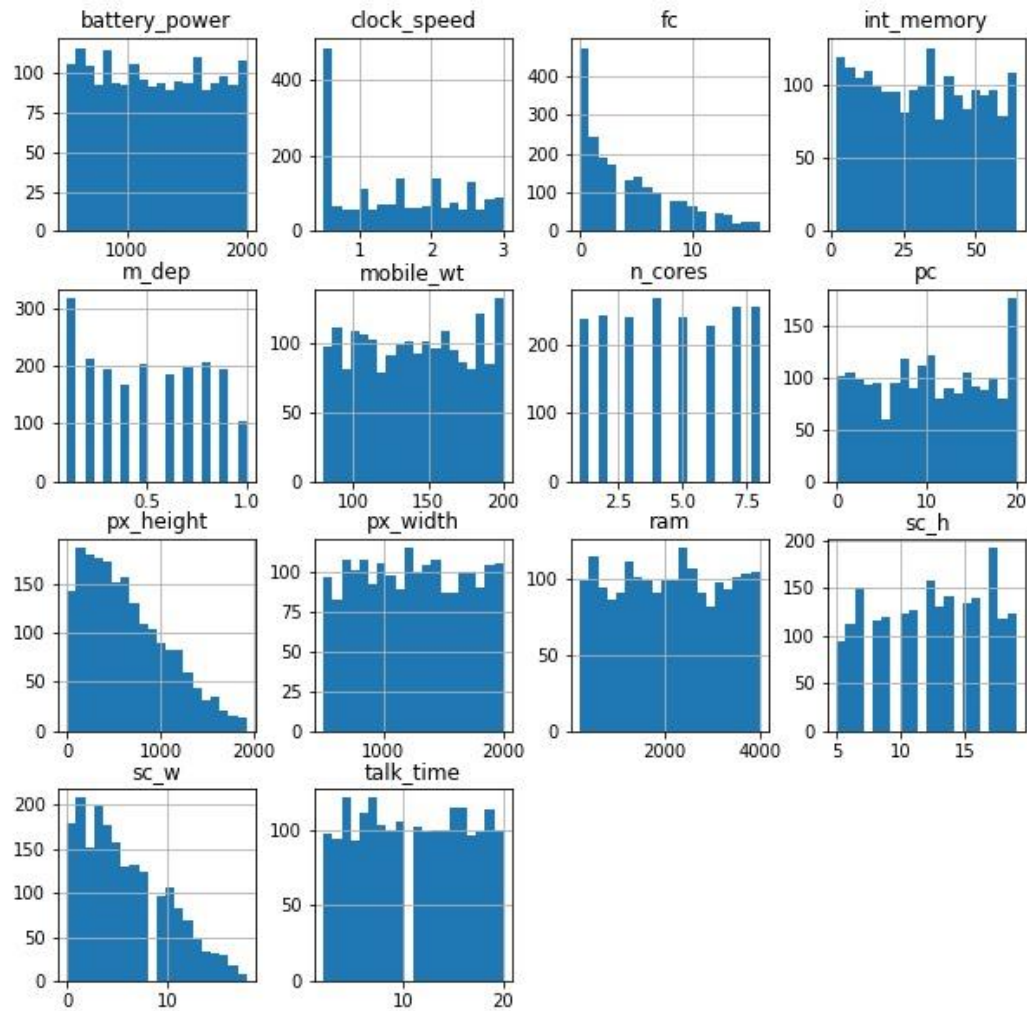 battery_power clock_speed fc int_memory
100 75 50 25 0
1000 2000
400 200 0
1 2 3
400 300 200 100 0
0 10
100 50 0
0 25 50
m_dep mobile_wt n_cores pc
300 200 100 0
0.5 1.0
100 50 0
100 150 200
200 100 0
2.5 5.0 7.5
150 100 50 0
0 10 20
px_height px_width ram sc_h
150 100 50 0
0 1000 2000
100 75 50 25 0
1000 2000
100 50 0
2000 4000
200 150 100 50 0
5 10 15
sc_w talk_time
200 150 100 50 0
0 10
100 50 0
10 20